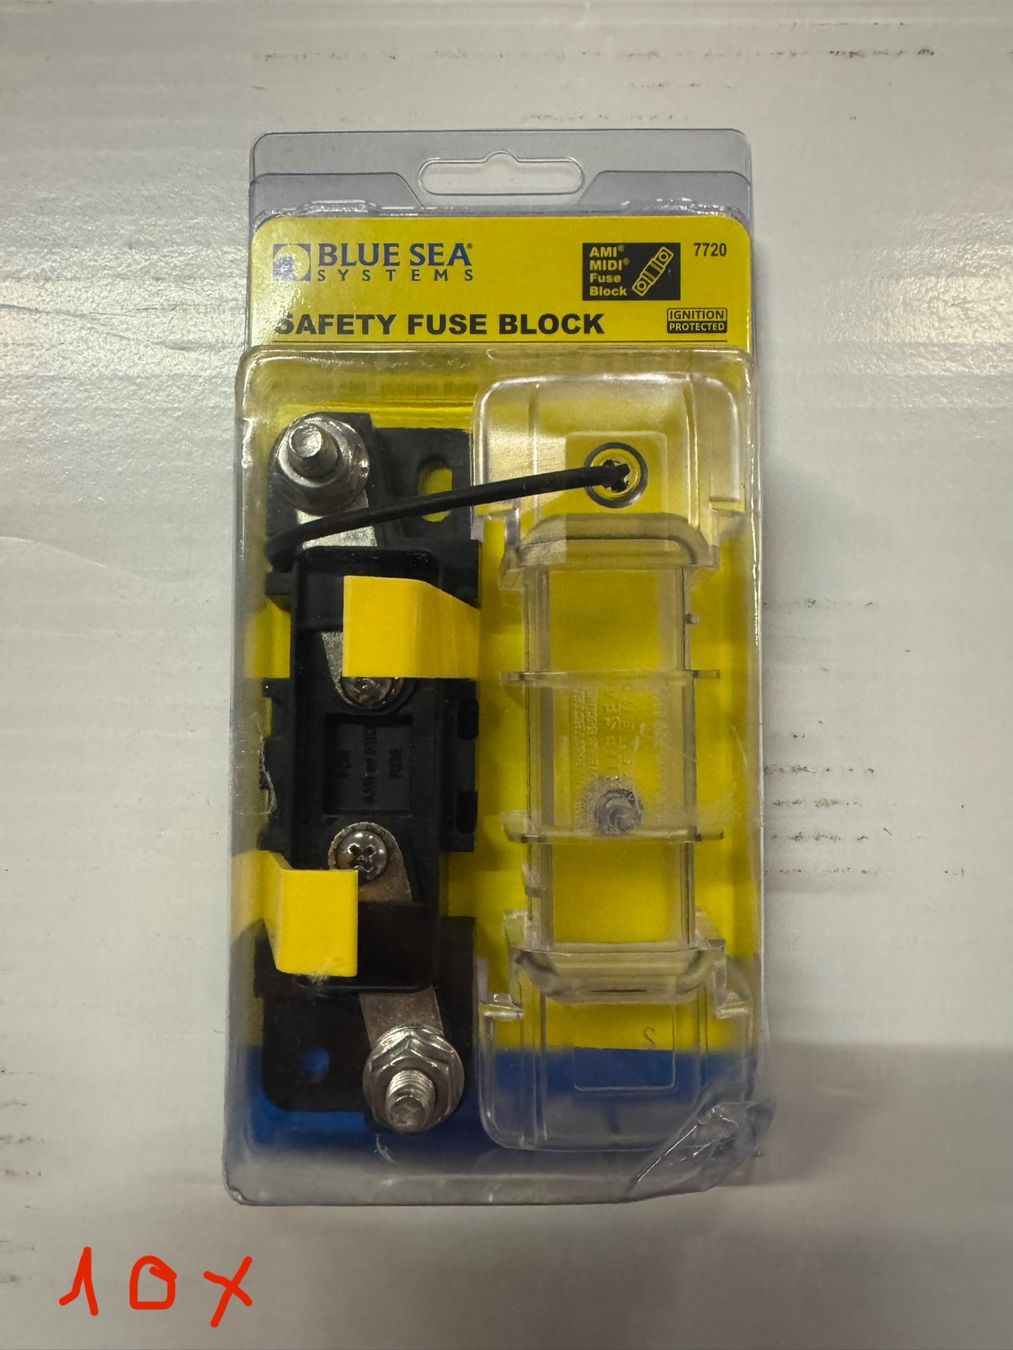 BLUE SEA®
SYSTEMS
AMI®
MIDI®
Fuse
Block
7720
SAFETY FUSE BLOCK
IGNITION
PROTECTED
10x